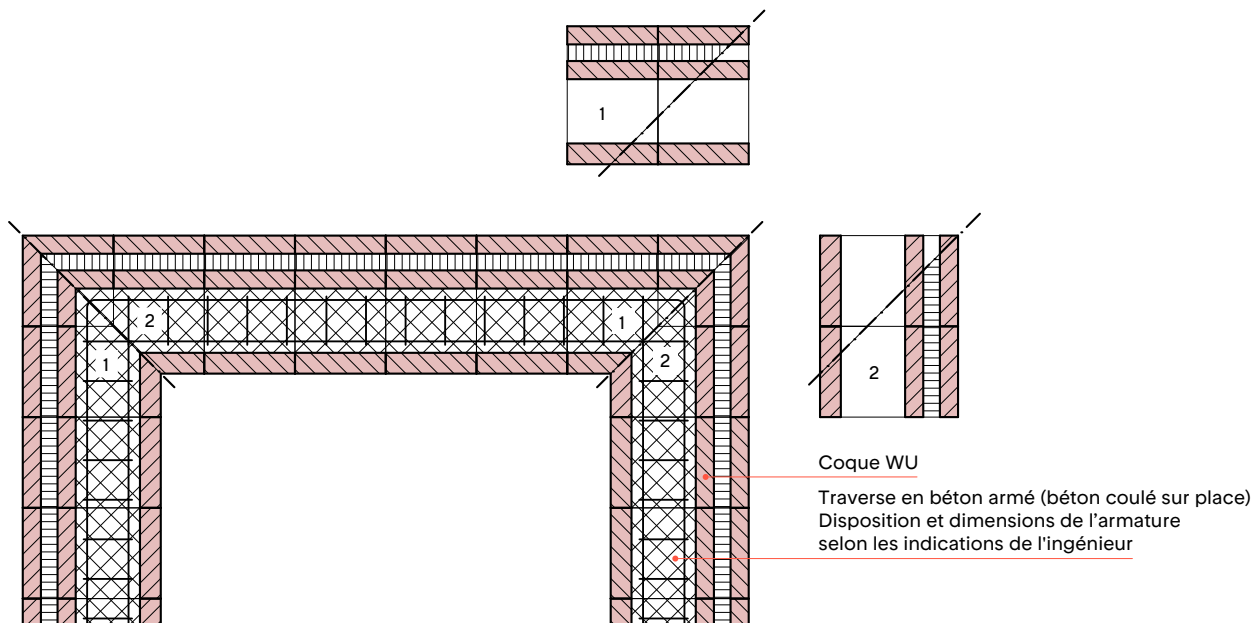 1
2
1
1
2
2
Coque WU
Traverse en béton armé (béton coulé sur place)
Disposition et dimensions de l’armature
selon les indications de l'ingénieur